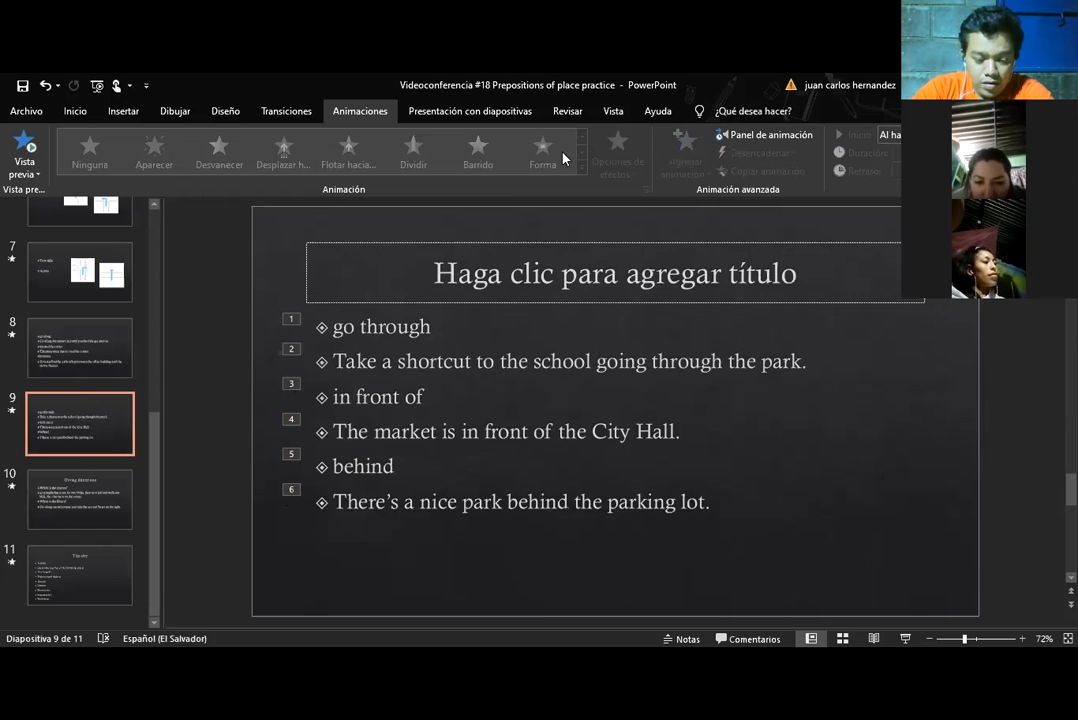 Videoconferencia #18 Prepositions of place practice - PowerPoint
juan carlos hernandez
Archivo Inicio Insertar Dibujar Diseño Transiciones Animaciones Presentación con diapositivas Revisar Vista Ayuda ¿Qué desea hacer?
Vista previa
Ninguna Aparecer Desvanecer Desplazar h... Flotar hacia... Dividir Barrido Forma
Opciones de efectos
Agregar animación
Panel de animación
Desencadenar
Copiar animación
Inicio: Al ha
Duración:
Retraso:
Vista pre... Animación Animación avanzada
7
8
9
10
11
Haga clic para agregar título
1 go through
2 Take a shortcut to the school going through the park.
3 in front of
4 The market is in front of the City Hall.
5 behind
6 There's a nice park behind the parking lot.
Diapositiva 9 de 11 Español (El Salvador) Notas Comentarios 72%